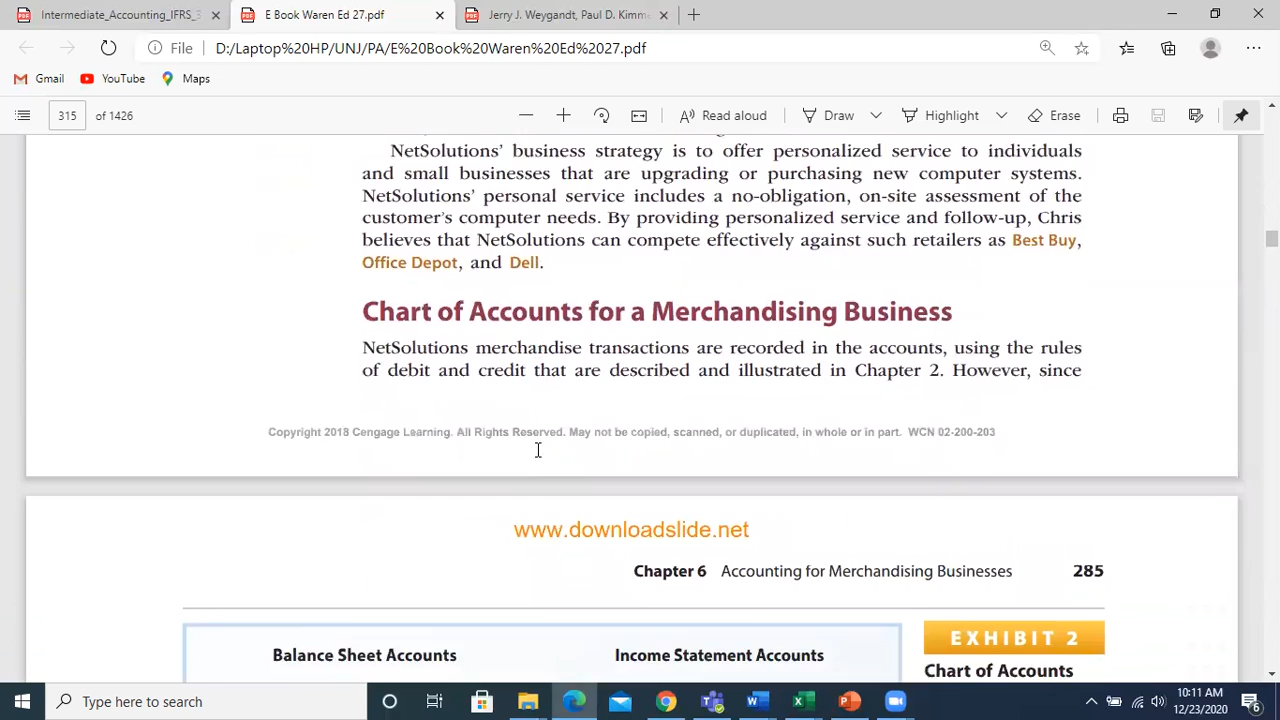 Intermediate_Accounting_IFRS_3
E Book Waren Ed 27.pdf
Jerry J. Weygandt, Paul D. Kimme
File
D:/Laptop%20HP/UNJ/PA/E%20Book%20Waren%20Ed%2027.pdf
Gmail
YouTube
Maps
315 of 1426
Read aloud
Draw
Highlight
Erase
NetSolutions' business strategy is to offer personalized service to individuals
and small businesses that are upgrading or purchasing new computer systems.
NetSolutions' personal service includes a no-obligation, on-site assessment of the
customer's computer needs. By providing personalized service and follow-up, Chris
believes that NetSolutions can compete effectively against such retailers as Best Buy,
Office Depot, and Dell.
Chart of Accounts for a Merchandising Business
NetSolutions merchandise transactions are recorded in the accounts, using the rules
of debit and credit that are described and illustrated in Chapter 2. However, since
Copyright 2018 Cengage Learning. All Rights Reserved. May not be copied, scanned, or duplicated, in whole or in part. WCN 02-200-203
www.downloadslide.net
Chapter 6 Accounting for Merchandising Businesses 285
Balance Sheet Accounts
Income Statement Accounts
EXHIBIT 2
Chart of Accounts
Type here to search
10:11 AM
12/23/2020
6